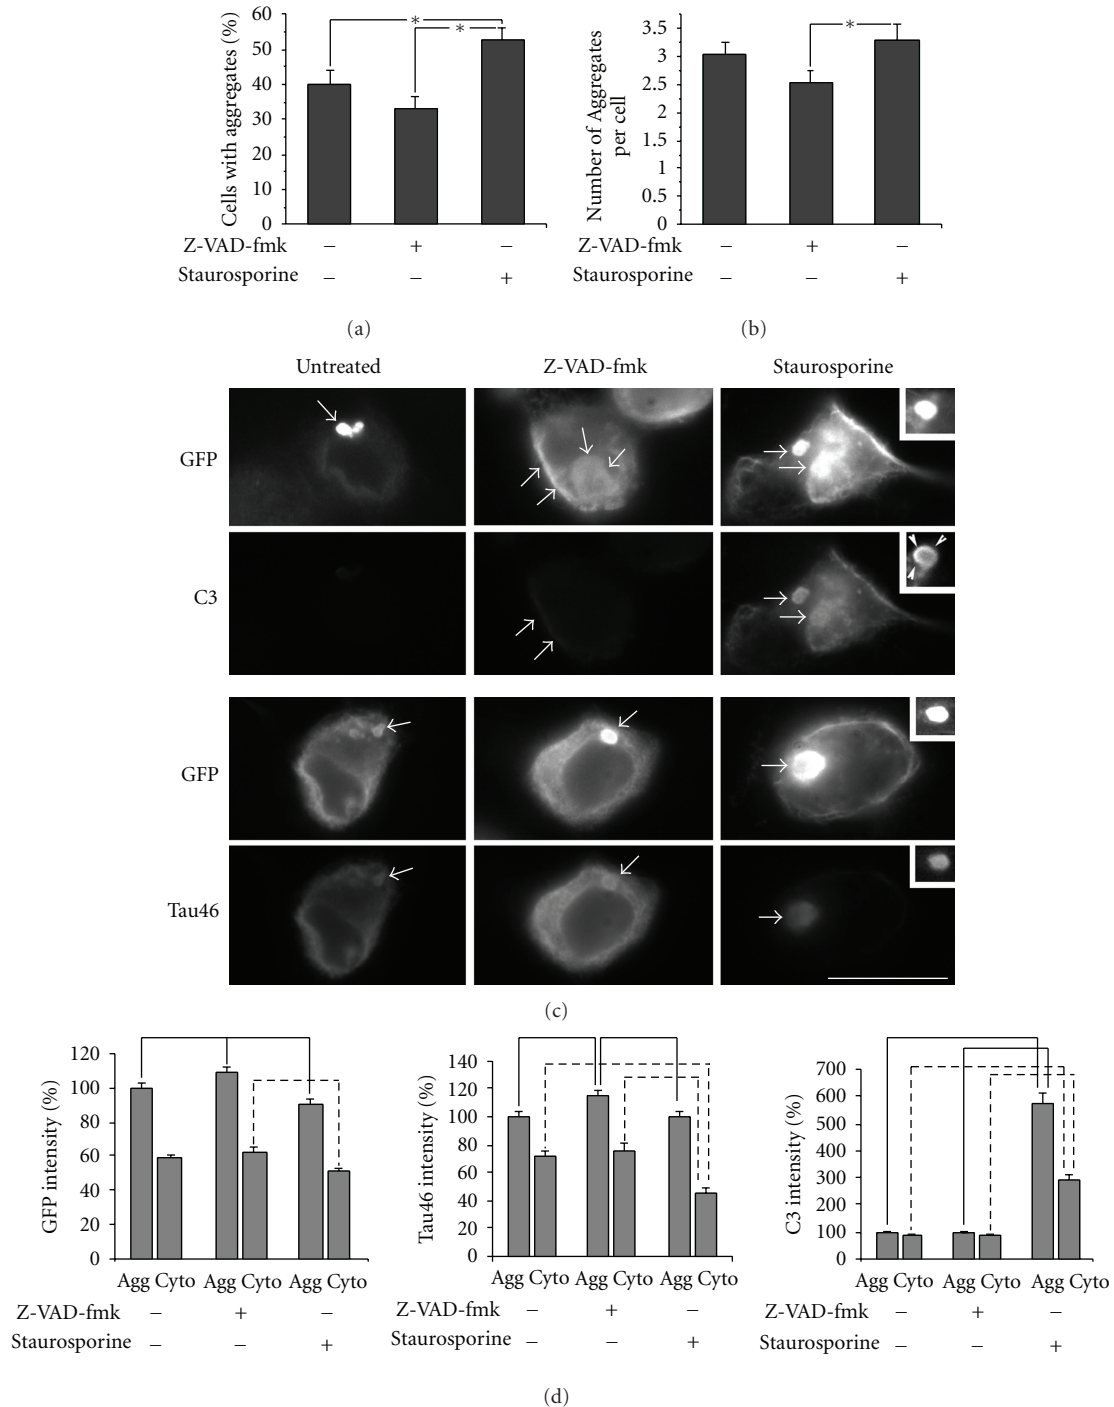 Cells with aggregates (%)
60
50
40
30
20
10
0
*
*
Z-VAD-fmk − + −
Staurosporine − − +
(a)
Number of Aggregates
per cell
3.5
3
2.5
2
1.5
1
0.5
0
*
Z-VAD-fmk − + −
Staurosporine − − +
(b)
Untreated Z-VAD-fmk Staurosporine
GFP
C3
GFP
Tau46
(c)
GFP intensity (%)
120
100
80
60
40
20
0
Agg Cyto Agg Cyto Agg Cyto
Z-VAD-fmk − + −
Staurosporine − − +
Tau46 intensity (%)
140
120
100
80
60
40
20
0
Agg Cyto Agg Cyto Agg Cyto
Z-VAD-fmk − + −
Staurosporine − − +
C3 intensity (%)
700
600
500
400
300
200
100
0
Agg Cyto Agg Cyto Agg Cyto
Z-VAD-fmk − + −
Staurosporine − − +
(d)